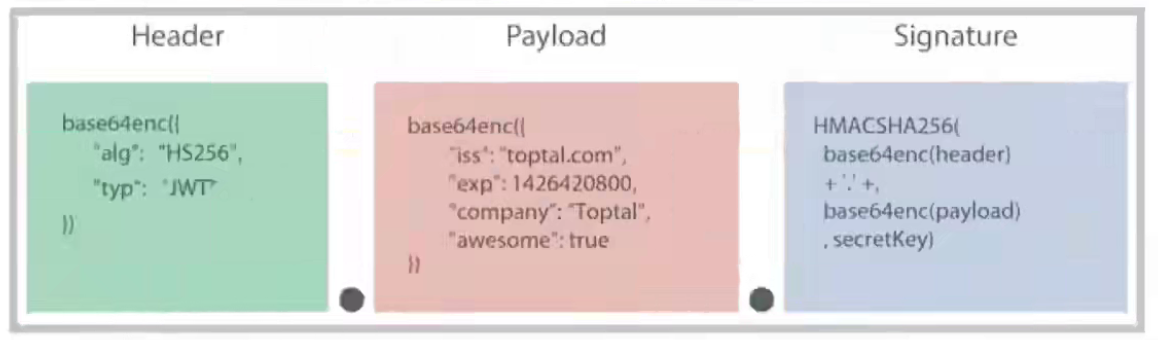 Header
Payload
Signature
base64enc({
"alg": "HS256",
"typ": "JWT"
})
base64enc({
"iss": "toptal.com",
"exp": 1426420800,
"company": "Toptal",
"awesome": true
})
HMACSHA256(
base64enc(header)
+ '.' +,
base64enc(payload)
, secretKey)